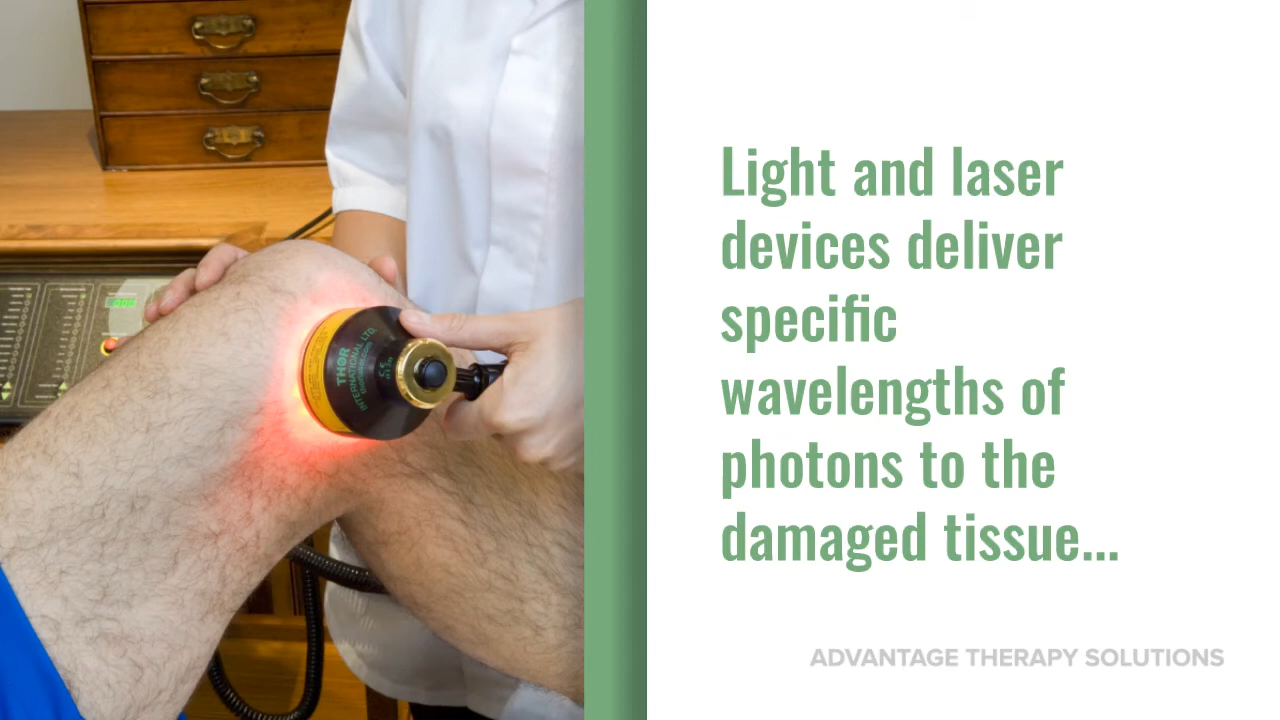 THOR
INTERNATIONAL LTD
CE
Light and laser
devices deliver
specific
wavelengths of
photons to the
damaged tissue...
ADVANTAGE THERAPY SOLUTIONS